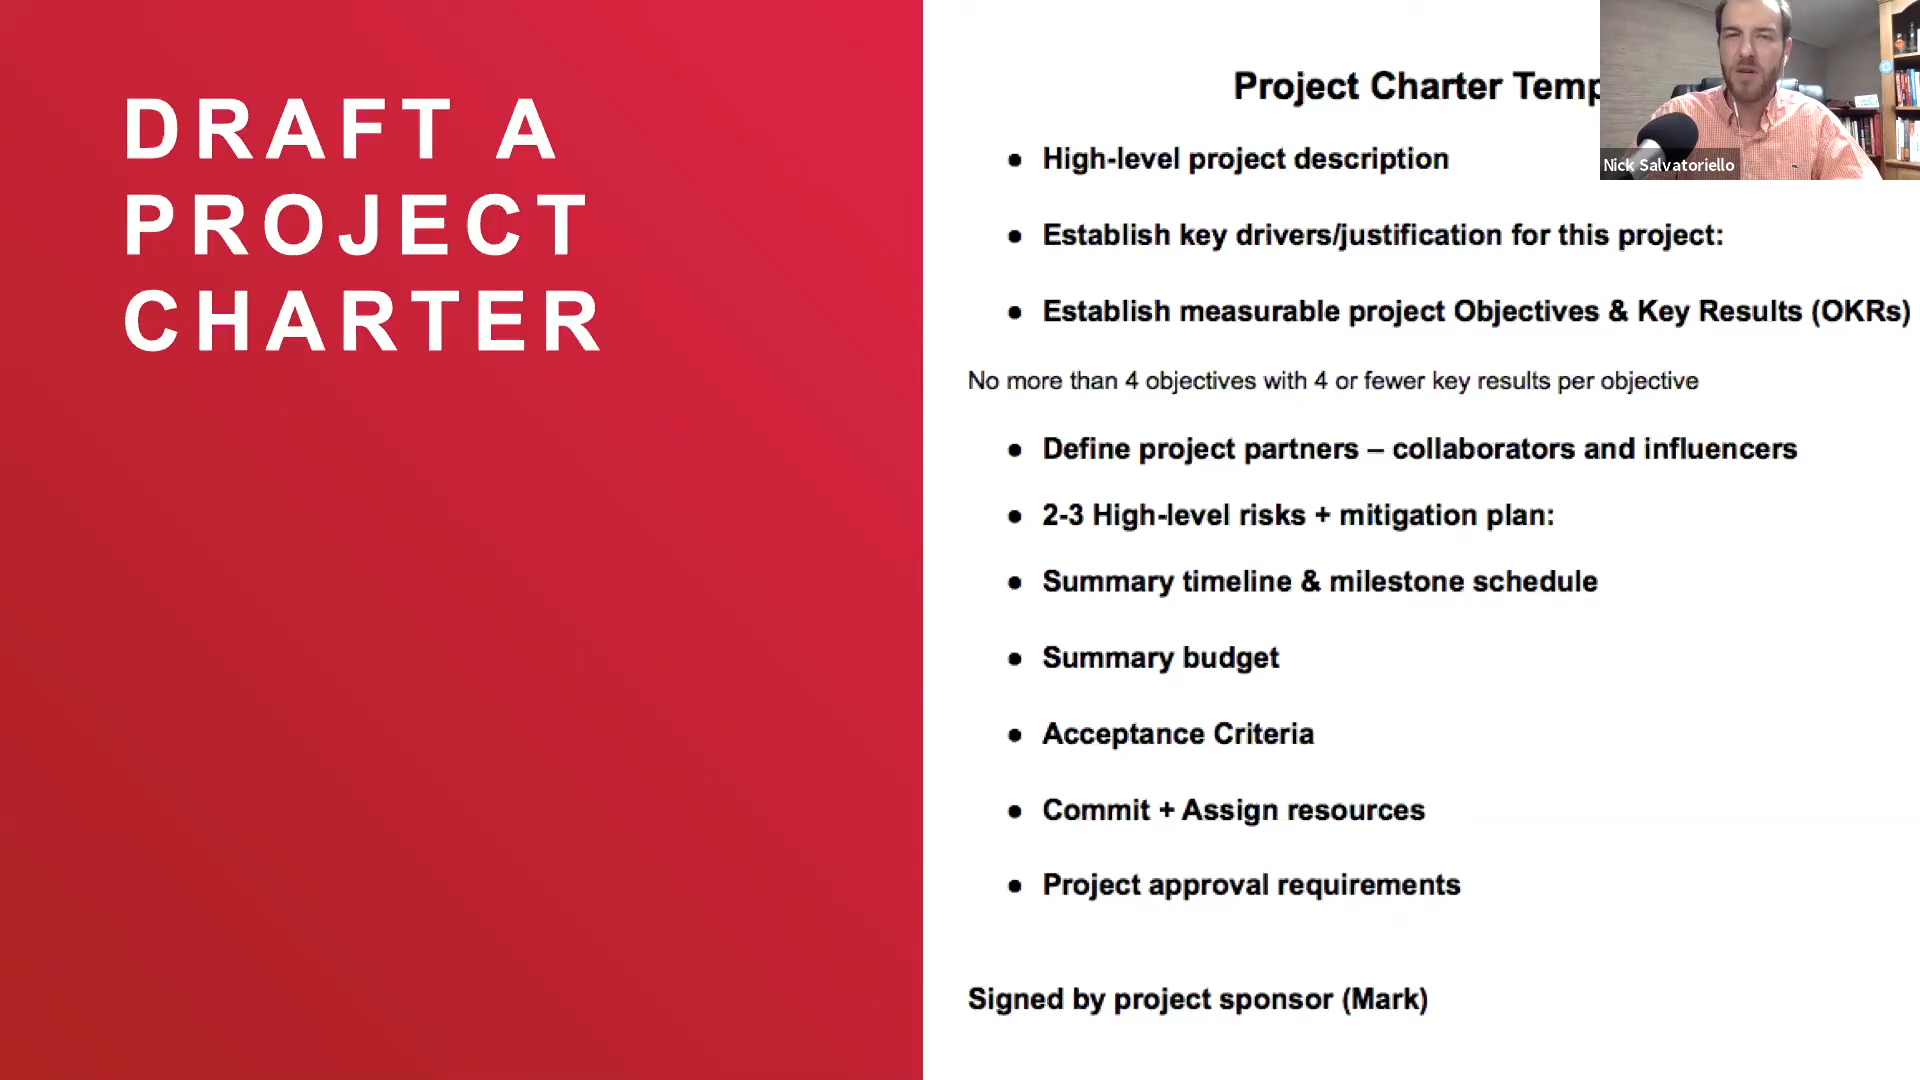 DRAFT A
PROJECT
CHARTER
Project Charter Temp
● High-level project description
● Establish key drivers/justification for this project:
● Establish measurable project Objectives & Key Results (OKRs)
No more than 4 objectives with 4 or fewer key results per objective
● Define project partners – collaborators and influencers
● 2-3 High-level risks + mitigation plan:
● Summary timeline & milestone schedule
● Summary budget
● Acceptance Criteria
● Commit + Assign resources
● Project approval requirements
Signed by project sponsor (Mark)
Nick Salvatoriello